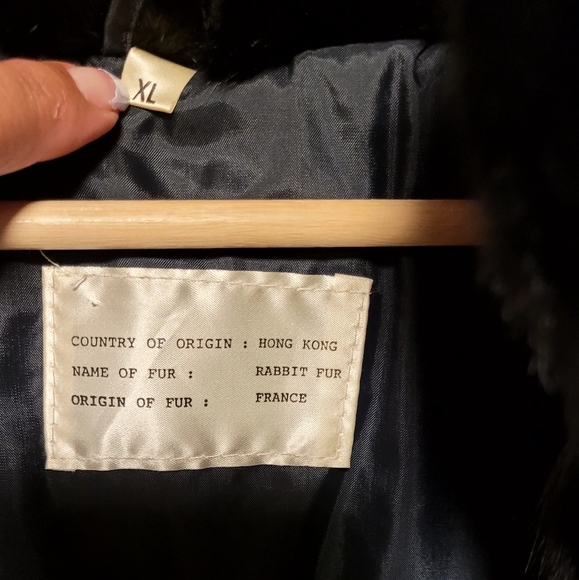 XL
COUNTRY OF ORIGIN : HONG KONG
NAME OF FUR : RABBIT FUR
ORIGIN OF FUR : FRANCE